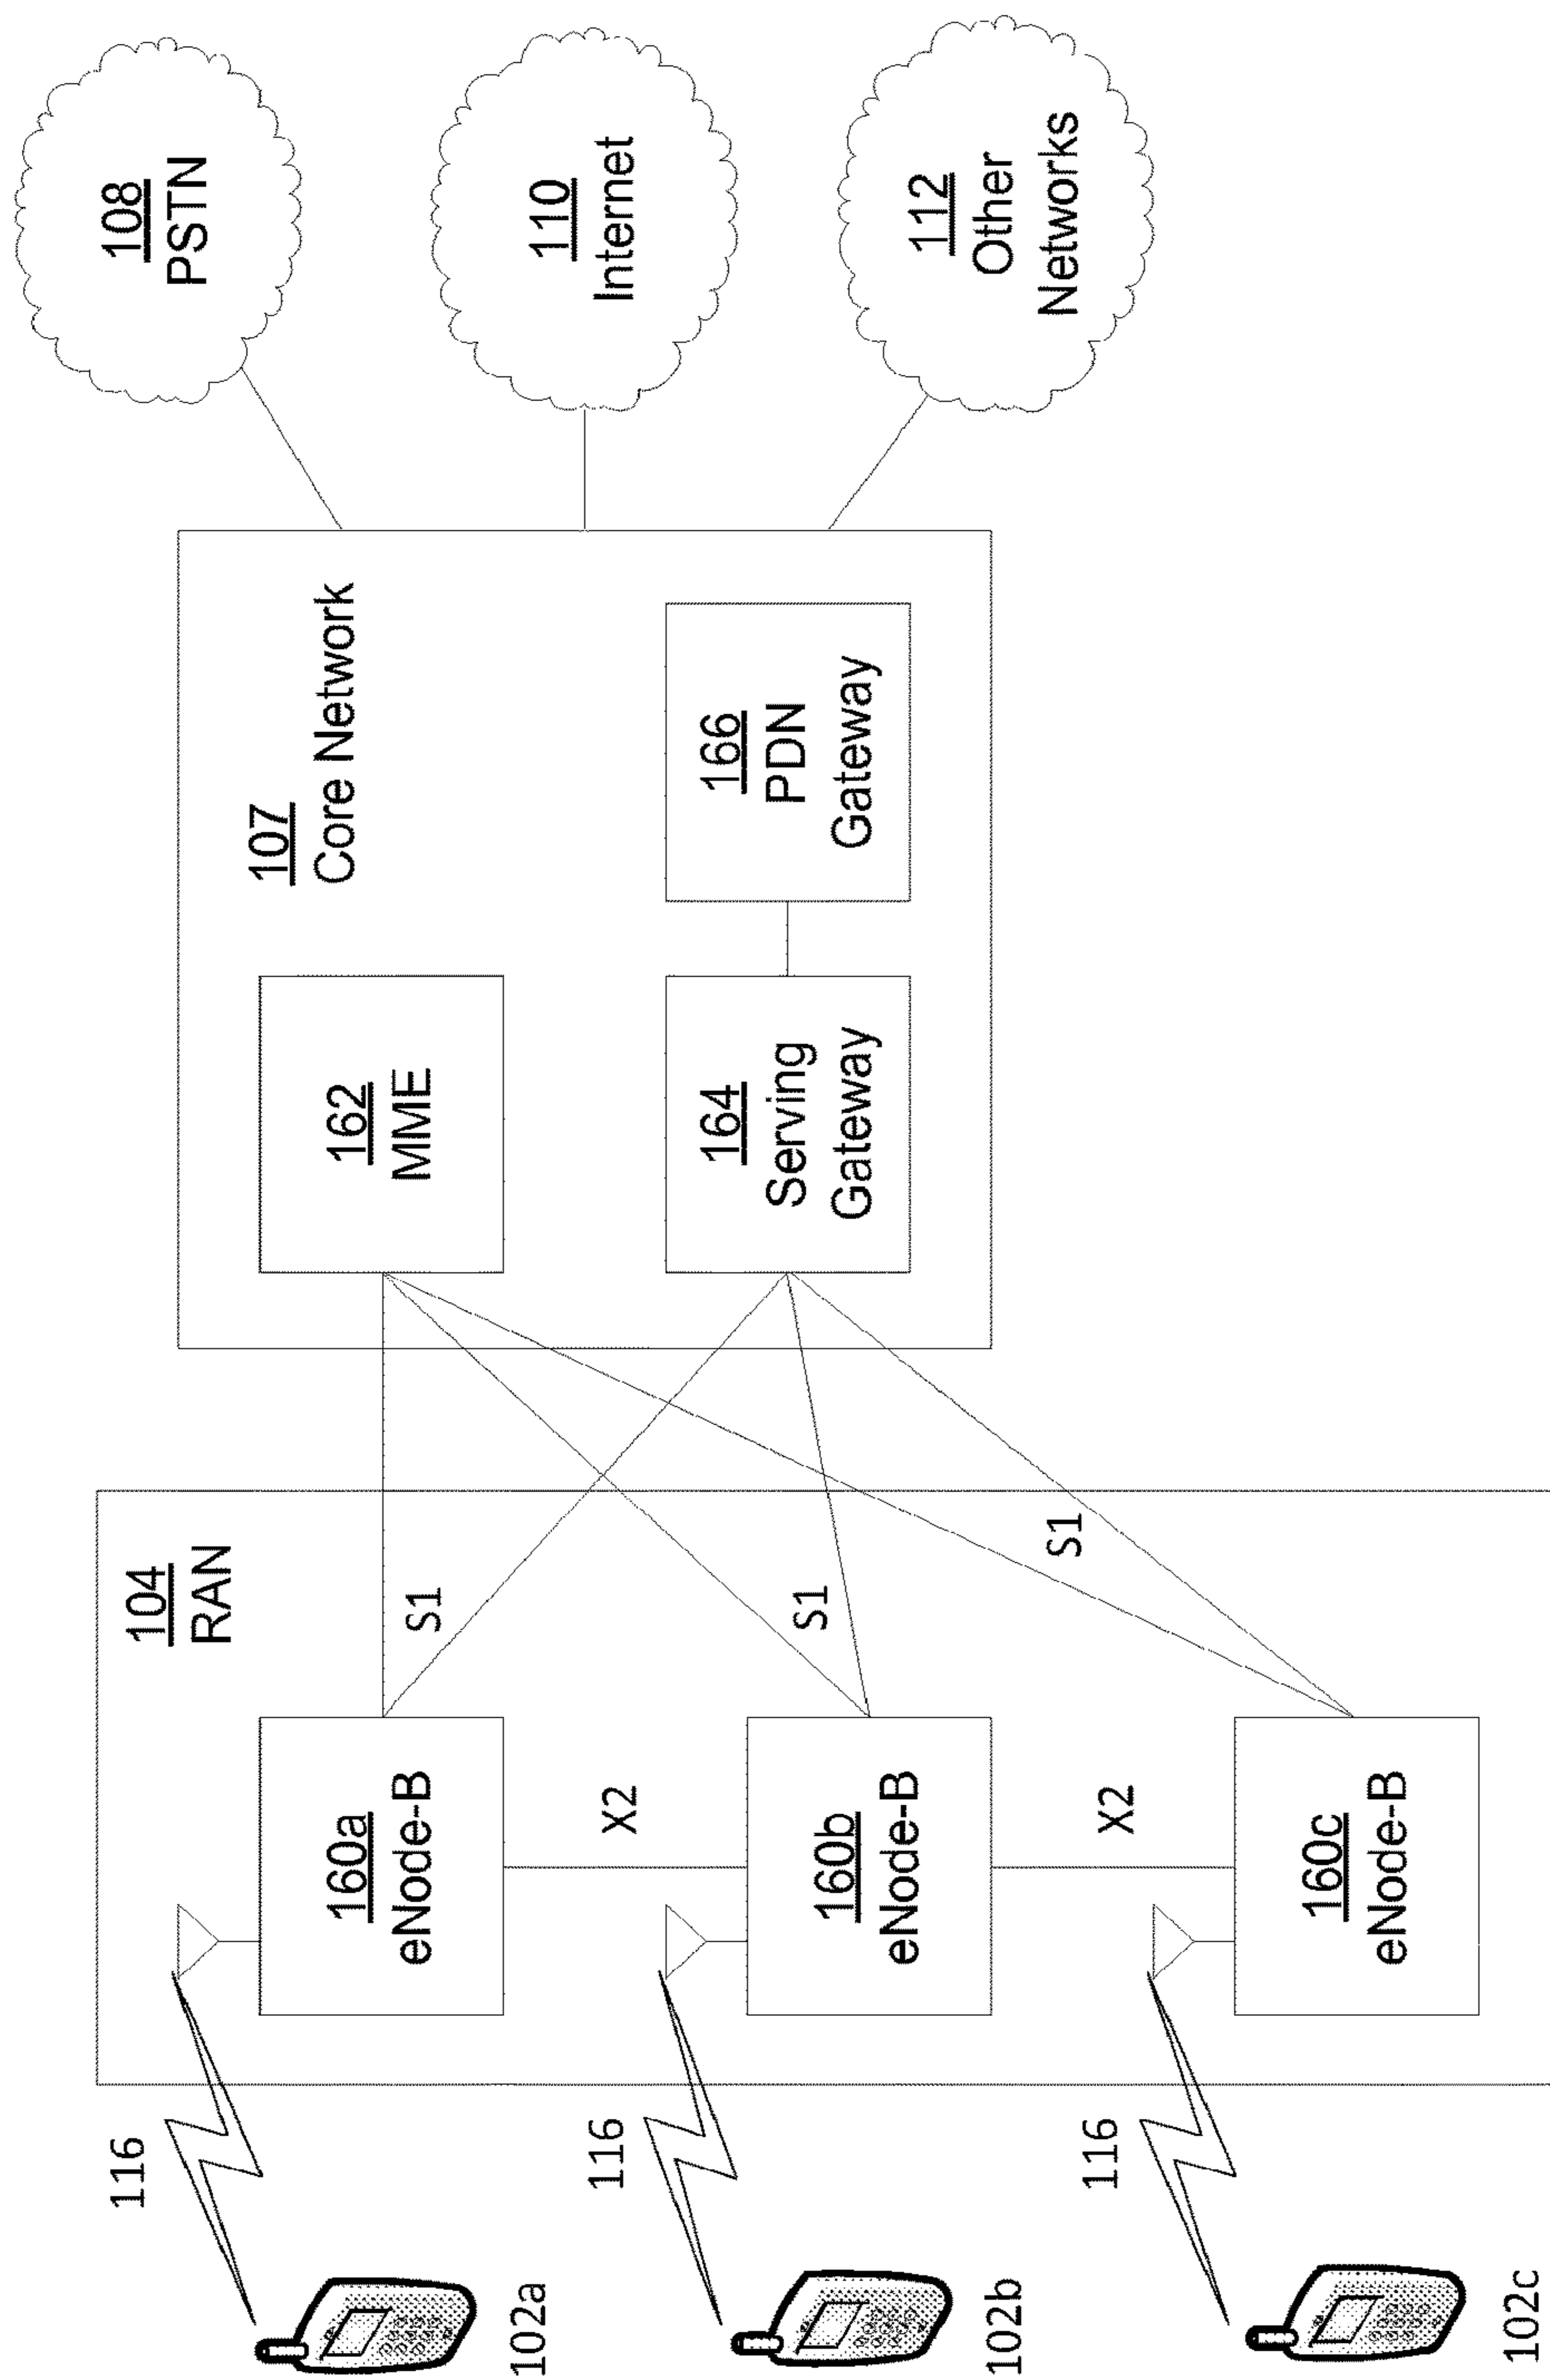 102a
102b
102c
116
116
116
104
RAN
160a
eNode-B
X2
160b
eNode-B
X2
160c
eNode-B
S1
S1
S1
107
Core Network
162
MME
164
Serving
Gateway
166
PDN
Gateway
108
PSTN
110
Internet
112
Other
Networks